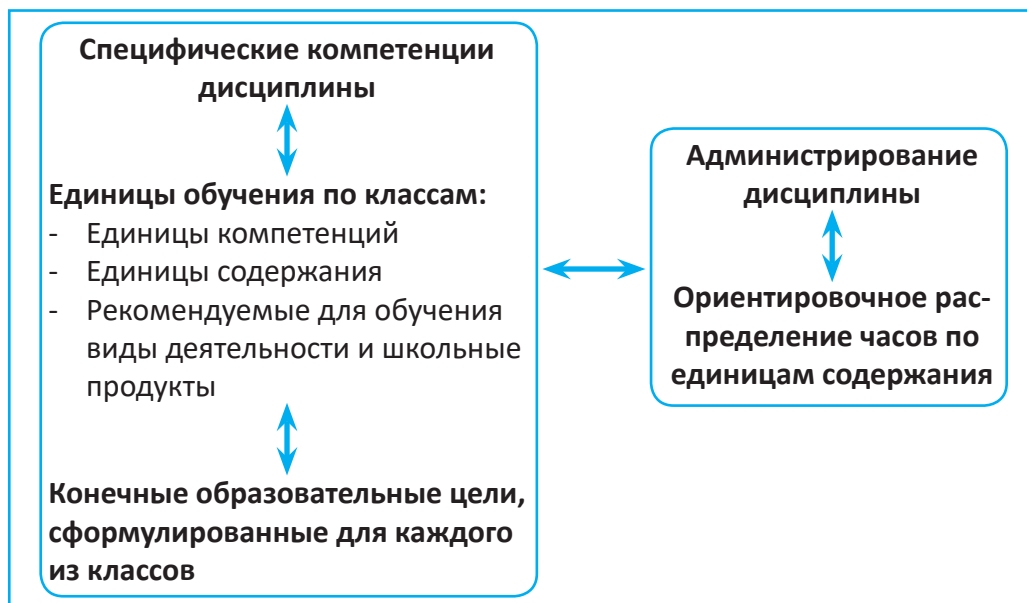 Специфические компетенции
дисциплины
Единицы обучения по классам:
- Единицы компетенций
- Единицы содержания
- Рекомендуемые для обучения
виды деятельности и школьные
продукты
Конечные образовательные цели,
сформулированные для каждого
из классов
Администрирование
дисциплины
Ориентировочное рас-
пределение часов по
единицам содержания